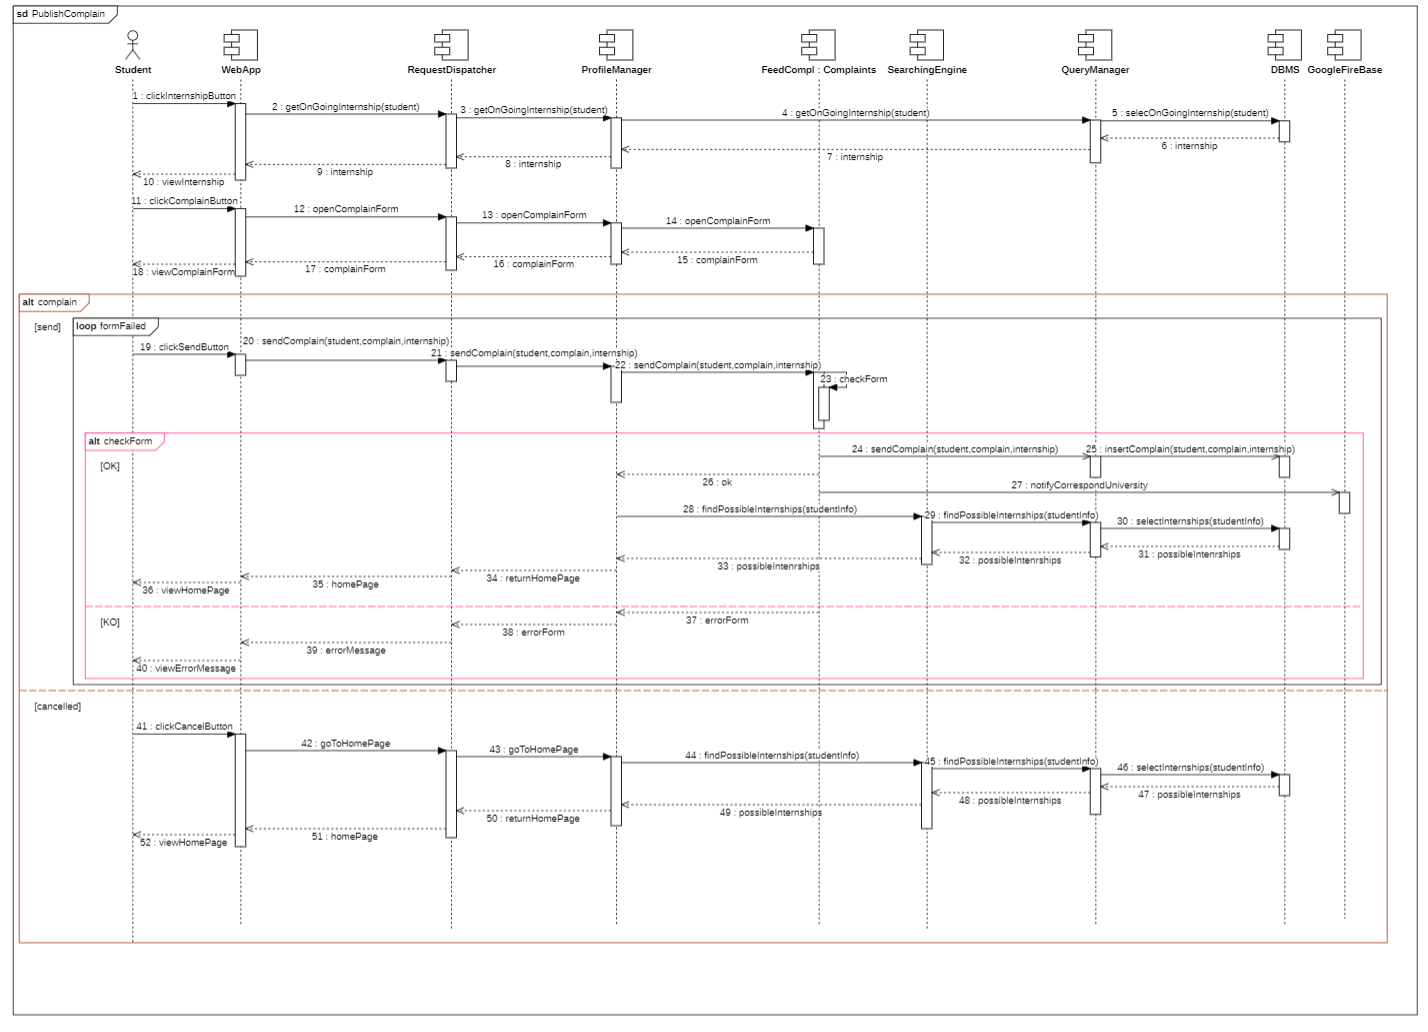 sd PublishComplain
Student
WebApp
RequestDispatcher
ProfileManager
FeedCompl : Complaints
SearchingEngine
QueryManager
DBMS
GoogleFireBase
1 : clickInternshipButton
2 : getOnGoingInternship(student)
3 : getOnGoingInternship(student)
4 : getOnGoingInternship(student)
5 : selecOnGoingInternship(student)
6 : internship
7 : internship
8 : internship
9 : internship
10 : viewInternship
11 : clickComplainButton
12 : openComplainForm
13 : openComplainForm
14 : openComplainForm
15 : complainForm
16 : complainForm
17 : complainForm
18 : viewComplainForm
alt complain
[send]
loop formFailed
19 : clickSendButton
20 : sendComplain(student,complain,internship)
21 : sendComplain(student,complain,internship)
22 : sendComplain(student,complain,internship)
23 : checkForm
alt checkForm
[OK]
24 : sendComplain(student,complain,internship)
25 : insertComplain(student,complain,internship)
26 : ok
27 : notifyCorrespondUniversity
28 : findPossibleInternships(studentInfo)
29 : findPossibleInternships(studentInfo)
30 : selectInternships(studentInfo)
31 : possibleIntenrships
32 : possibleIntenrships
33 : possibleIntenrships
34 : returnHomePage
35 : homePage
36 : viewHomePage
[KO]
37 : errorForm
38 : errorForm
39 : errorMessage
40 : viewErrorMessage
[cancelled]
41 : clickCancelButton
42 : goToHomePage
43 : goToHomePage
44 : findPossibleInternships(studentInfo)
45 : findPossibleInternships(studentInfo)
46 : selectInternships(studentInfo)
47 : possibleInternships
48 : possibleInternships
49 : possibleInternships
50 : returnHomePage
51 : homePage
52 : viewHomePage